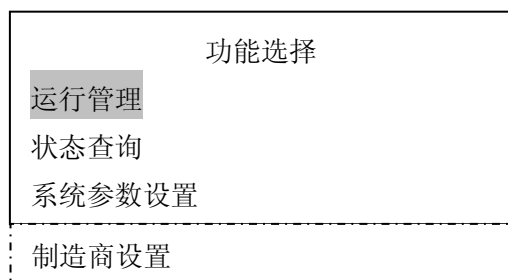 功能选择
运行管理
状态查询
系统参数设置
制造商设置